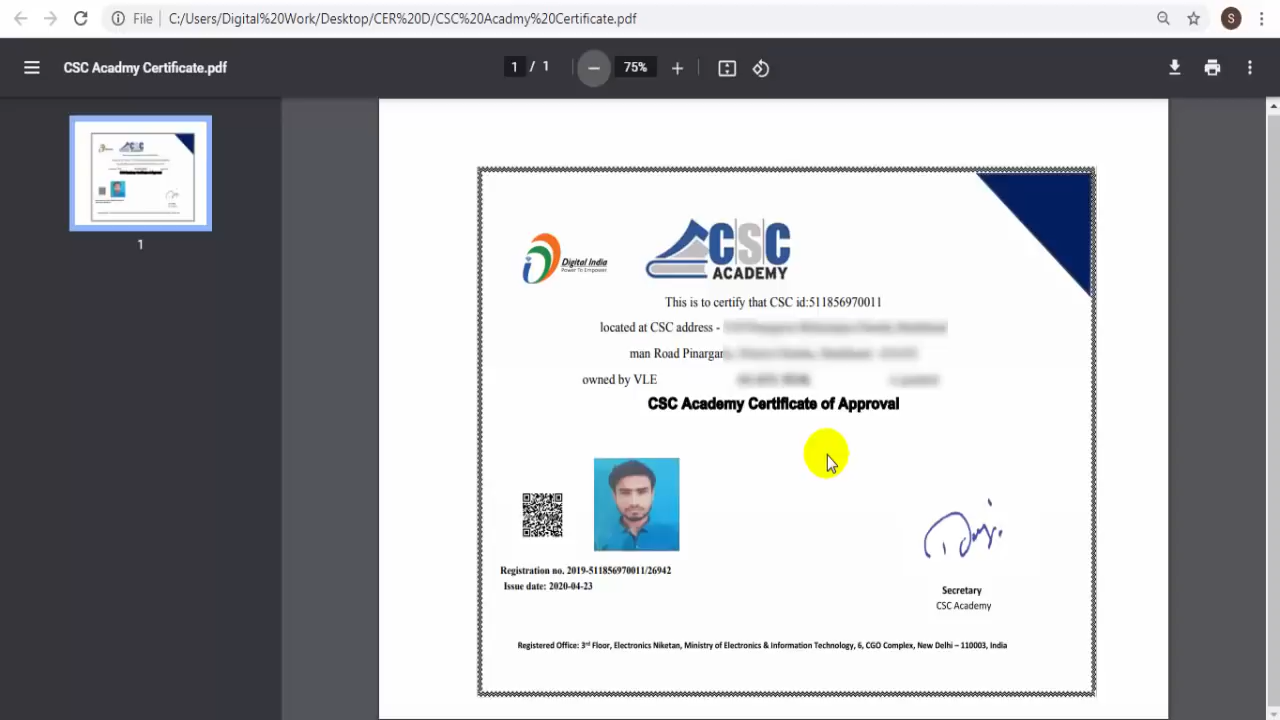 File
C:/Users/Digital%20Work/Desktop/CER%20D/CSC%20Acadmy%20Certificate.pdf
S
CSC Acadmy Certificate.pdf
1 / 1
75%
1
Digital India
Power To Empower
CSC
ACADEMY
This is to certify that CSC id:511856970011
located at CSC address -
man Road Pinargar
owned by VLE
CSC Academy Certificate of Approval
Registration no. 2019-511856970011/26942
Issue date: 2020-04-23
Secretary
CSC Academy
Registered Office: 3rd Floor, Electronics Niketan, Ministry of Electronics & Information Technology, 6, CGO Complex, New Delhi – 110003, India